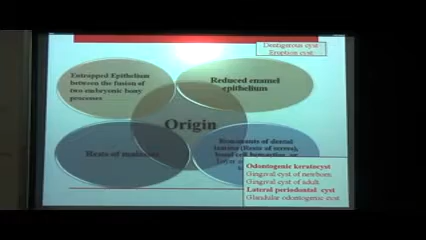 Dentigerous cyst
Eruption cyst
Entrapped Epithelium
between the fusion of
two embryonic bony
processes
Reduced enamel
epithelium
Origin
Rests of malassez
Remnants of dental
lamina (Rests of serres),
Odontogenic keratocyst
Gingival cyst of newborn
Gingival cyst of adult
Lateral periodontal cyst
Glandular odontogenic cyst